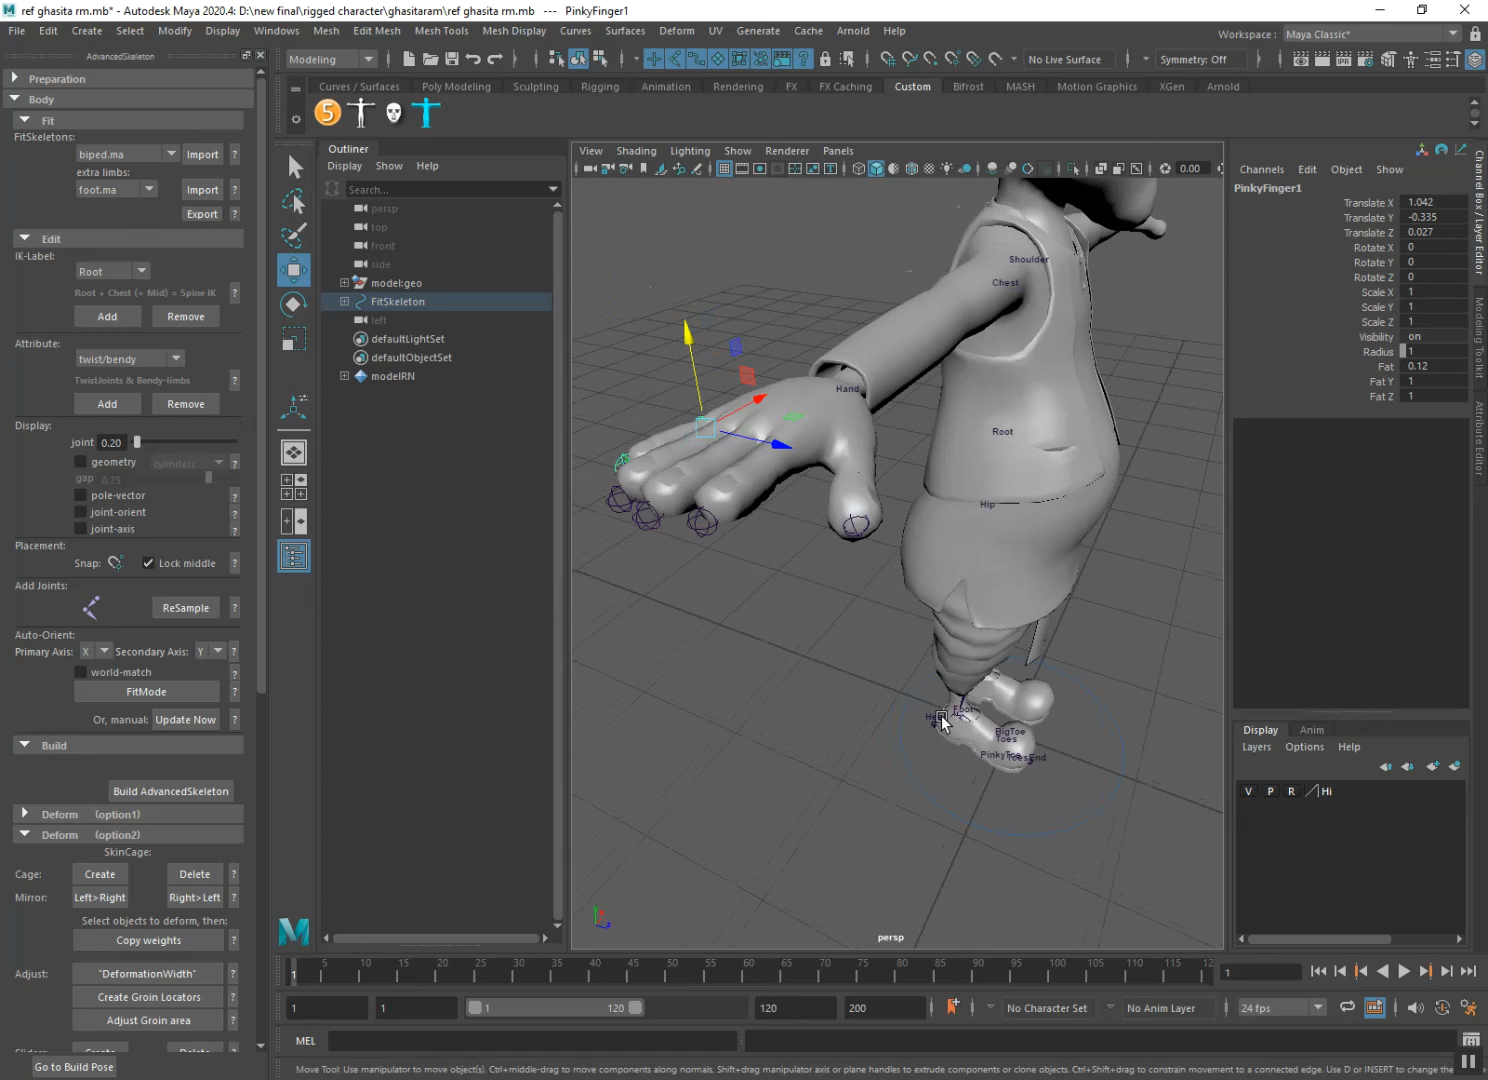 ref ghasita rm.mb* - Autodesk Maya 2020.4: D:\new final\rigged character\ghasitaram\ref ghasita rm.mb --- PinkyFinger1
File Edit Create Select Modify Display Windows Mesh Edit Mesh Mesh Tools Mesh Display Curves Surfaces Deform UV Generate Cache Arnold Help
Workspace: Maya Classic*
AdvancedSkeleton
Modeling
No Live Surface
Symmetry: Off
Preparation
Body
Fit
FitSkeletons:
biped.ma Import ?
extra limbs:
foot.ma Import ?
Export
Edit
IK-Label:
Root
Root + Chest (+ Mid) = Spine IK ?
Add Remove
Attribute:
twist/bendy
TwistJoints & Bendy-limbs ?
Add Remove
Display:
joint 0.20
geometry cylinders ?
gap 0.75
pole-vector ?
joint-orient ?
joint-axis ?
Placement:
Snap: Lock middle ?
Add Joints:
ReSample ?
Auto-Orient:
Primary Axis: X Secondary Axis: Y ?
world-match ?
FitMode ?
Or, manual: Update Now ?
Build
Build AdvancedSkeleton
Deform (option1)
Deform (option2)
SkinCage:
Cage: Create Delete ?
Mirror: Left>Right Right>Left ?
Select objects to deform, then:
Copy weights ?
Adjust: "DeformationWidth" ?
Create Groin Locators ?
Adjust Groin area ?
Go to Build Pose
Curves / Surfaces Poly Modeling Sculpting Rigging Animation Rendering FX FX Caching Custom Bifrost MASH Motion Graphics XGen Arnold
5
Outliner
Display Show Help
Search...
persp
top
front
side
model:geo
FitSkeleton
left
defaultLightSet
defaultObjectSet
modelRN
View Shading Lighting Show Renderer Panels
0.00
Shoulder
Chest
Hand
Root
Hip
Foot
BigToe
Toes
ToesEnd
persp
Channels Edit Object Show
PinkyFinger1
Translate X 1.042
Translate Y -0.335
Translate Z 0.027
Rotate X 0
Rotate Y 0
Rotate Z 0
Scale X 1
Scale Y 1
Scale Z 1
Visibility on
Radius 1
Fat 0.12
Fat Y 1
Fat Z 1
Channel Box / Layer Editor
Modeling Toolkit
Attribute Editor
Display Anim
Layers Options Help
V P R Hi
1 5 10 15 20 25 30 35 40 45 50 55 60 65 70 75 80 85 90 95 100 105 110 115 12
1
1 1 1 120 120 200
No Character Set
No Anim Layer
24 fps
MEL
Move Tool: Use manipulator to move object(s). Ctrl+middle-drag to move components along normals. Shift+drag manipulator axis or plane handles to extrude components or clone objects. Ctrl+Shift+drag to constrain movement to a connected edge. Use D or INSERT to change the